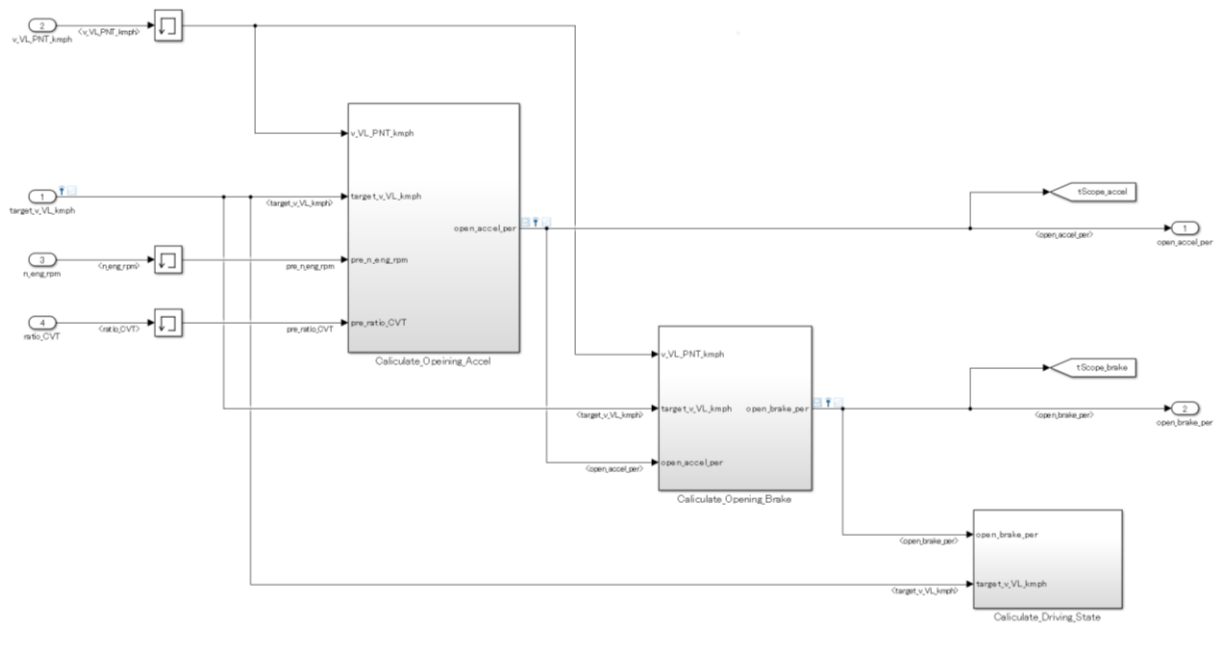 2
<v_VL_PNT_kmph>
v_VL_PNT_kmph
v_VL_PNT_kmph
1
target_v_VL_kmph
<target_v_VL_kmph>
target_v_VL_kmph
tScope_accel
open_accel_per
1
<open_accel_per>
open_accel_per
3
<n_eng_rpm>
n_eng_rpm
pre_n_eng_rpm
pre_n_eng_rpm
4
<ratio_CVT>
ratio_CVT
pre_ratio_CVT
pre_ratio_CVT
Caliculate_Opeining_Accel
v_VL_PNT_kmph
tScope_brake
<target_v_VL_kmph>
target_v_VL_kmph
open_brake_per
<open_brake_per>
2
open_brake_per
<open_accel_per>
open_accel_per
Caliculate_Opening_Brake
<open_brake_per>
open_brake_per
<target_v_VL_kmph>
target_v_VL_kmph
Caliculate_Driving_State